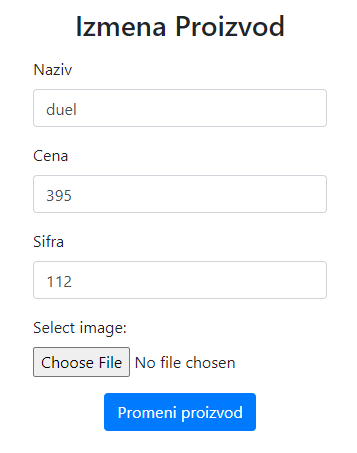 Izmena Proizvod
Naziv
duel
Cena
395
Sifra
112
Select image:
Choose File No file chosen
Promeni proizvod